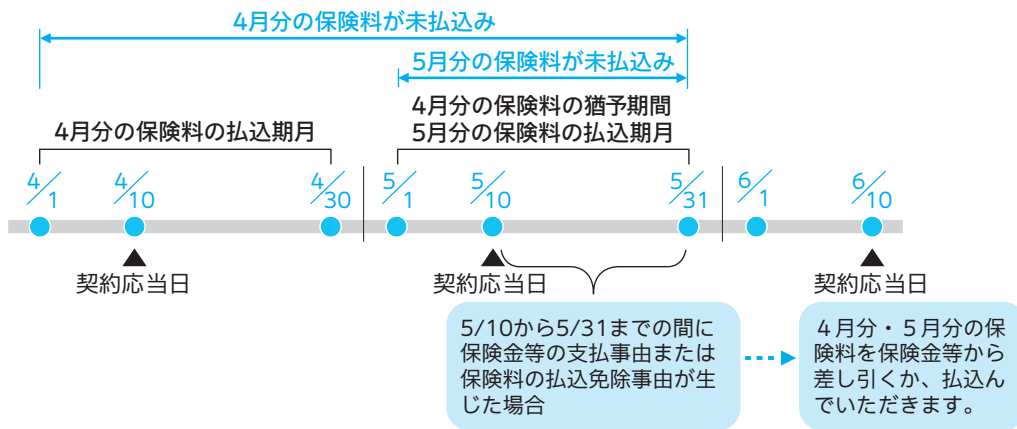 4月分の保険料が未払込み
5月分の保険料が未払込み
4月分の保険料の猶予期間
4月分の保険料の払込期月
5月分の保険料の払込期月
4/1
4/10
4/30
5/1
5/10
5/31
6/1
6/10
契約応当日
契約応当日
契約応当日
5/10から5/31までの間に
保険金等の支払事由または
保険料の払込免除事由が生
じた場合
4月分・5月分の保
険料を保険金等から
差し引くか、払込ん
でいただきます。